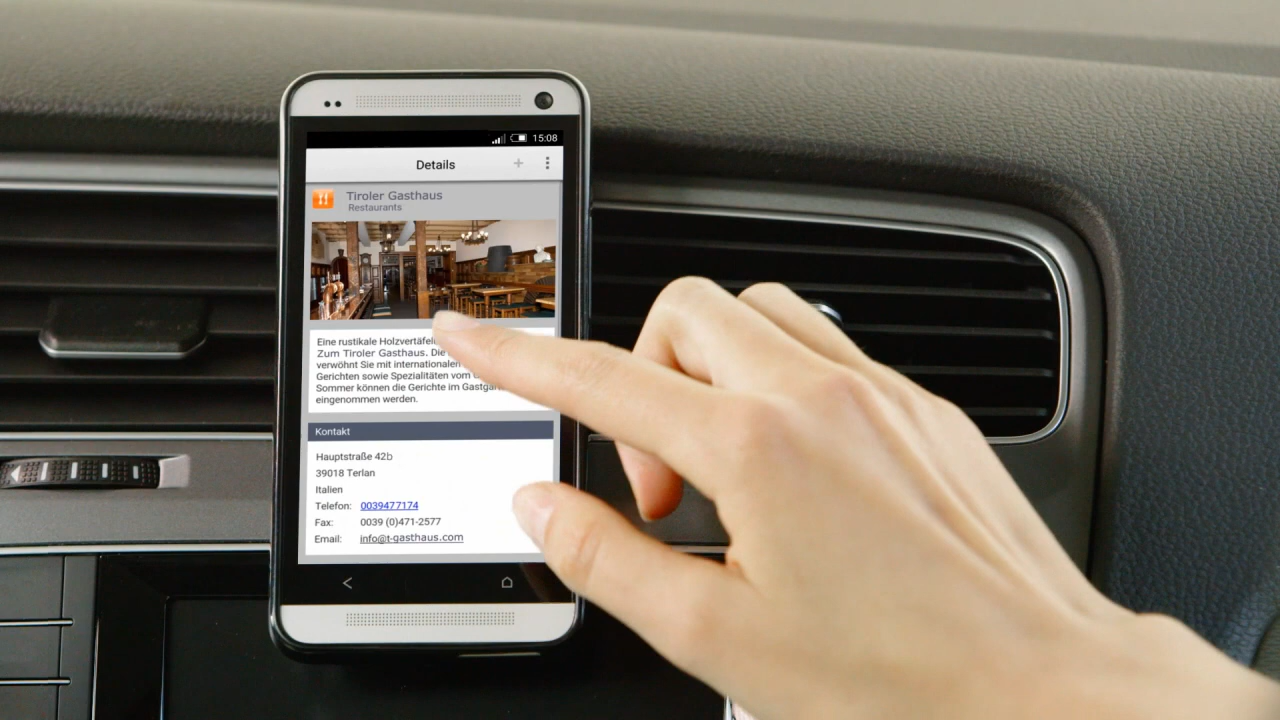 15:08
Details
Tiroler Gasthaus
Restaurants
Eine rustikale Holzvertäfel
Zum Tiroler Gasthaus. Die
verwöhnt Sie mit internationalen
Gerichten sowie Spezialitäten vom
Sommer können die Gerichte im Gastgar
eingenommen werden.
Kontakt
Hauptstraße 42b
39018 Terlan
Italien
Telefon: 0039477174
Fax: 0039 (0)471-2577
Email: info@t-gasthaus.com